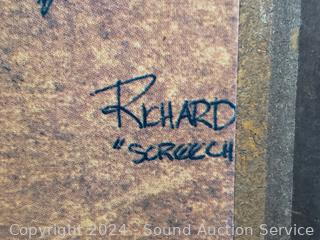 RICHARD
"SCREECH
Copyright 2024 - Sound Auction Service